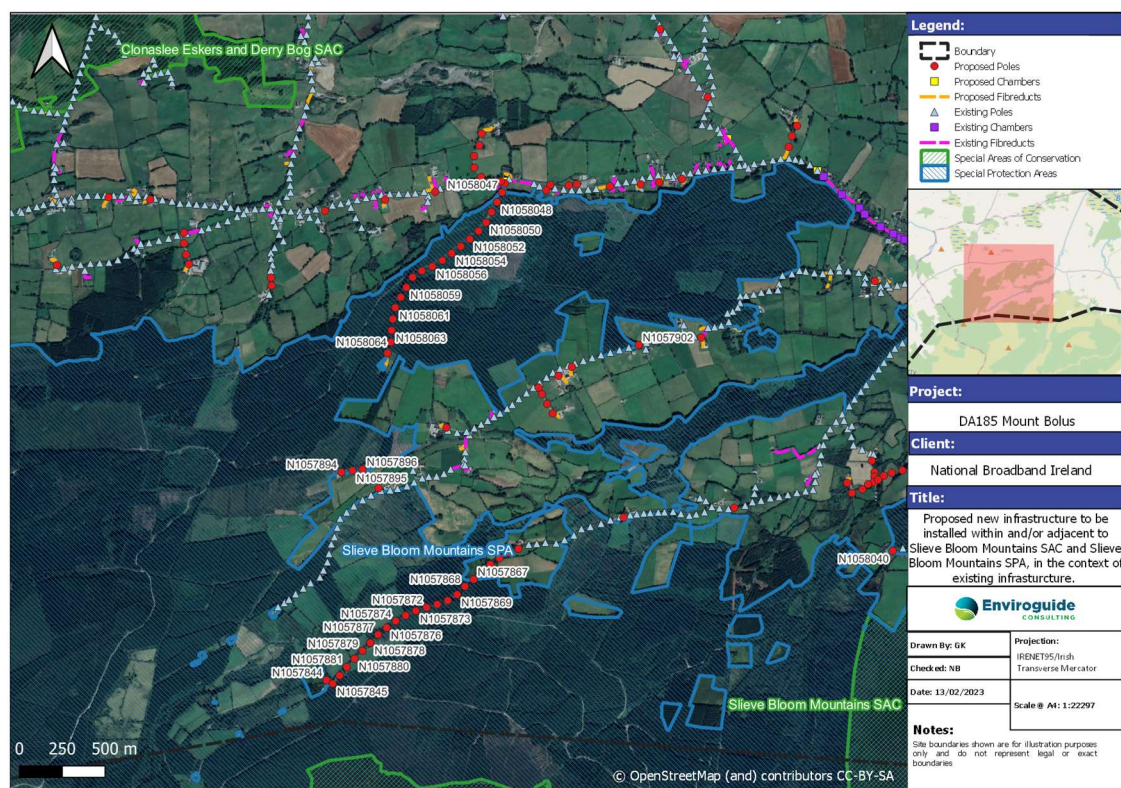 Clonaslee Eskers and Derry Bog SAC
N1058047
N1058048
N1058050
N1058052
N1058054
N1058056
N1058059
N1058061
N1058064
N1058063
N1057902
N1057894
N1057896
N1057895
Slieve Bloom Mountains SPA
N1058040
N1057867
N1057868
N1057869
N1057872
N1057873
N1057874
N1057876
N1057877
N1057878
N1057879
N1057880
N1057881
N1057844
N1057845
Slieve Bloom Mountains SAC
0 250 500 m
© OpenStreetMap (and) contributors CC-BY-SA
Legend:
Boundary
Proposed Poles
Proposed Chambers
Proposed Fibreducts
Existing Poles
Existing Chambers
Existing Fibreducts
Special Areas of Conservation
Special Protection Areas
Project:
DA185 Mount Bolus
Client:
National Broadband Ireland
Title:
Proposed new infrastructure to be
installed within and/or adjacent to
Slieve Bloom Mountains SAC and Slieve
Bloom Mountains SPA, in the context of
existing infrasturcture.
Enviroguide
CONSULTING
Drawn By: GK
Checked: NB
Date: 13/02/2023
Projection:
IRENET95/Irish
Transverse Mercator
Scale @ A4: 1:22297
Notes:
Site boundaries shown are for illustration purposes
only and do not represent legal or exact
boundaries